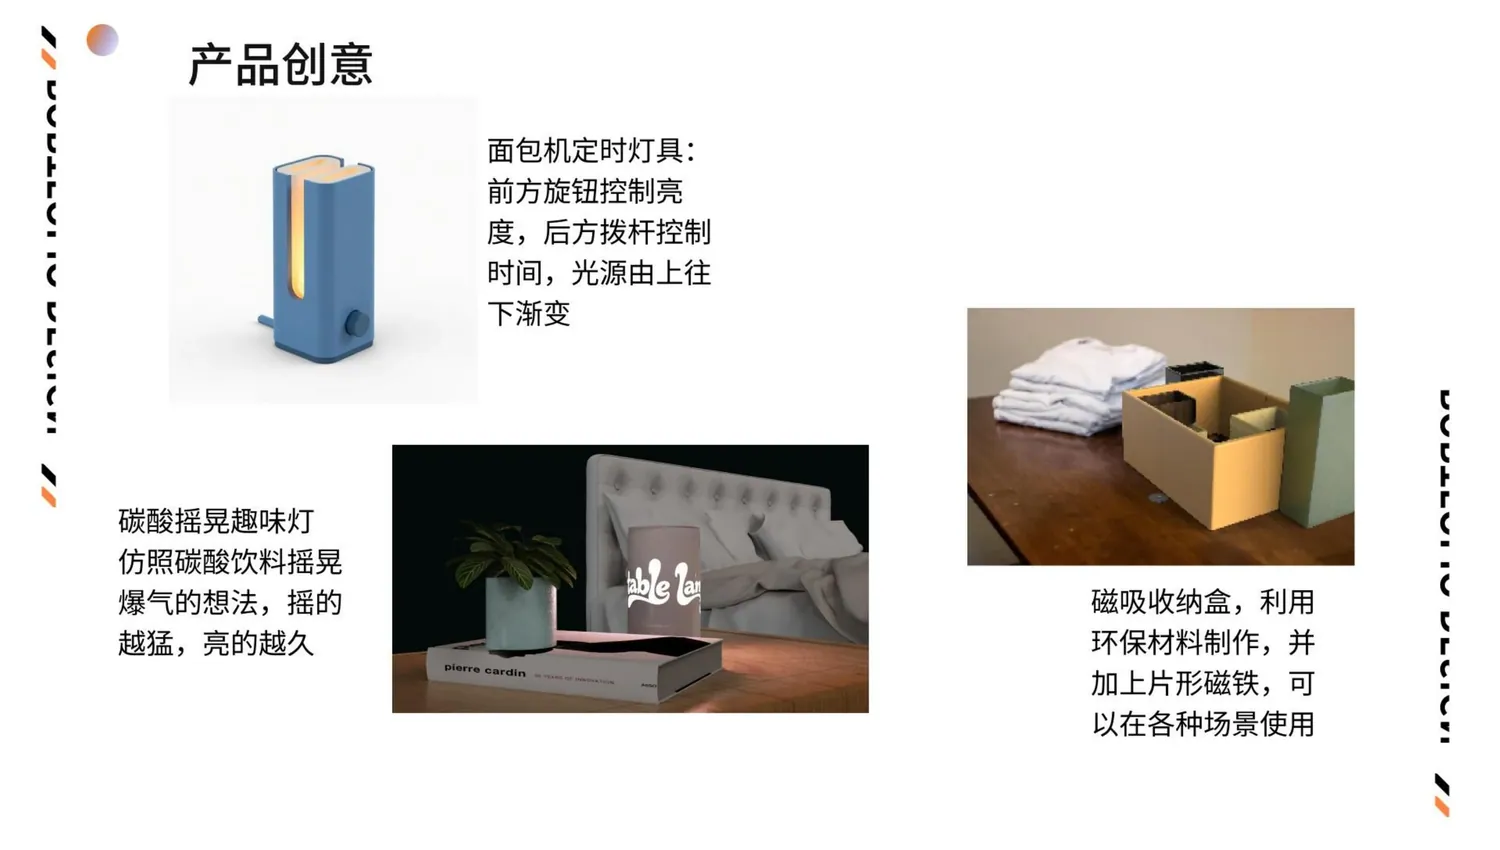 产品创意
面包机定时灯具：
前方旋钮控制亮
度，后方拨杆控制
时间，光源由上往
下渐变
碳酸摇晃趣味灯
仿照碳酸饮料摇晃
爆气的想法，摇的
越猛，亮的越久
able Lam
pierre cardin
磁吸收纳盒，利用
环保材料制作，并
加上片形磁铁，可
以在各种场景使用